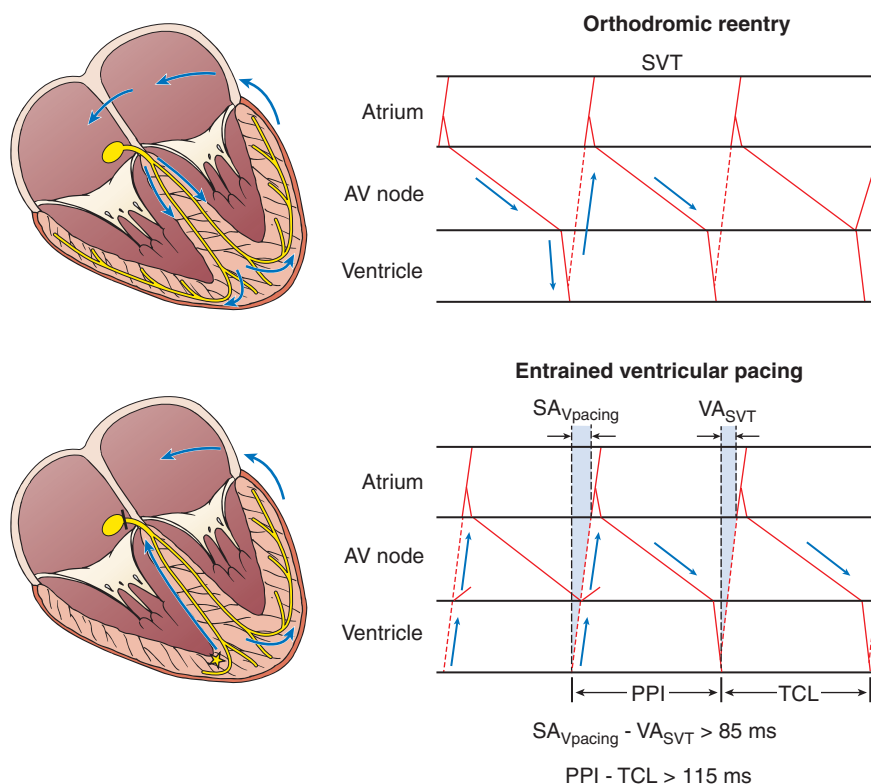 Orthodromic reentry
SVT
Atrium
AV node
Ventricle
Entrained ventricular pacing
SAVpacing VASVT
Atrium
AV node
Ventricle
PPI TCL
SAVpacing - VASVT > 85 ms
PPI - TCL > 115 ms